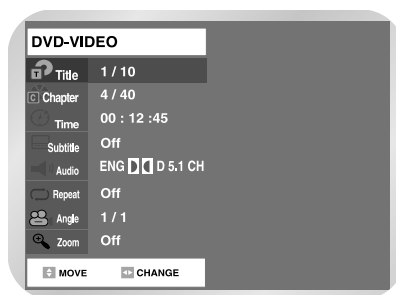 DVD-VIDEO
Title 1 / 10
Chapter 4 / 40
Time 00 : 12 :45
Subtitle Off
Audio ENG D 5.1 CH
Repeat Off
Angle 1 / 1
Zoom Off
MOVE CHANGE